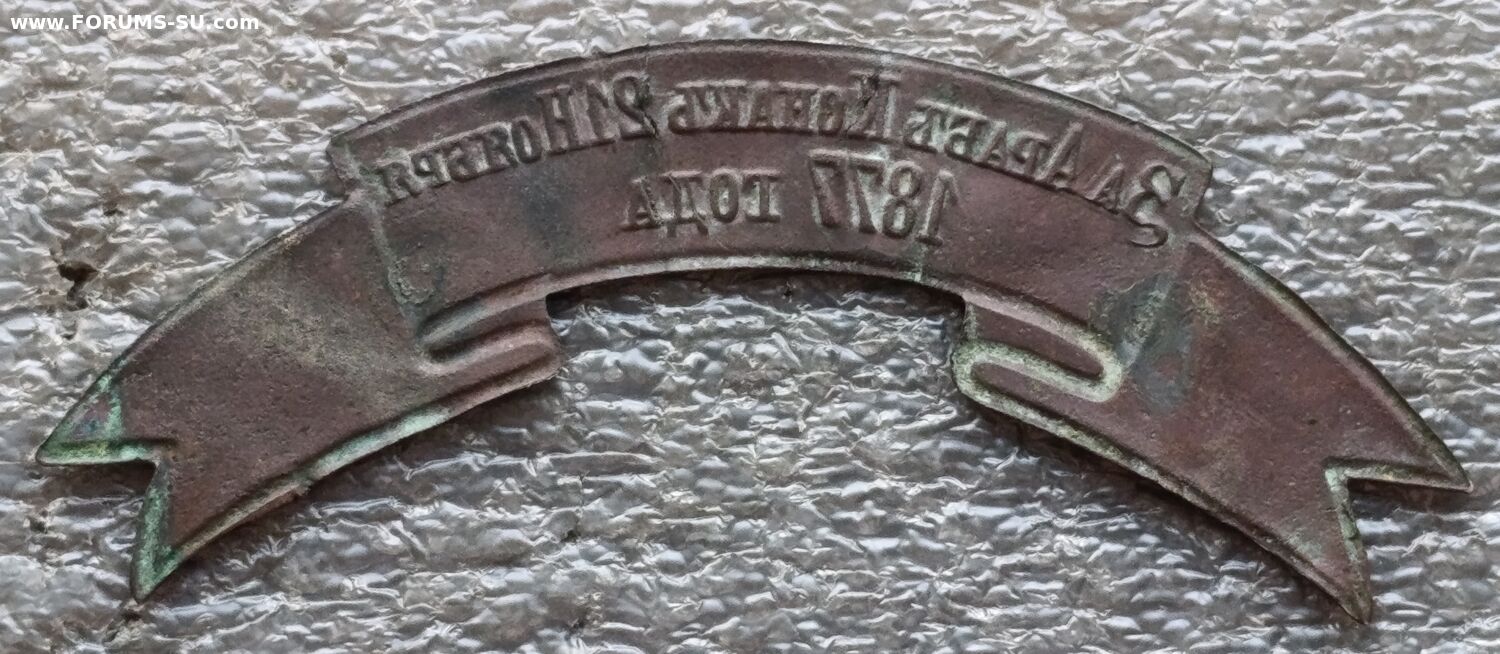 www.FORUMS-SU.com
За Арабъ Конакъ 21 Ноября
1877 года